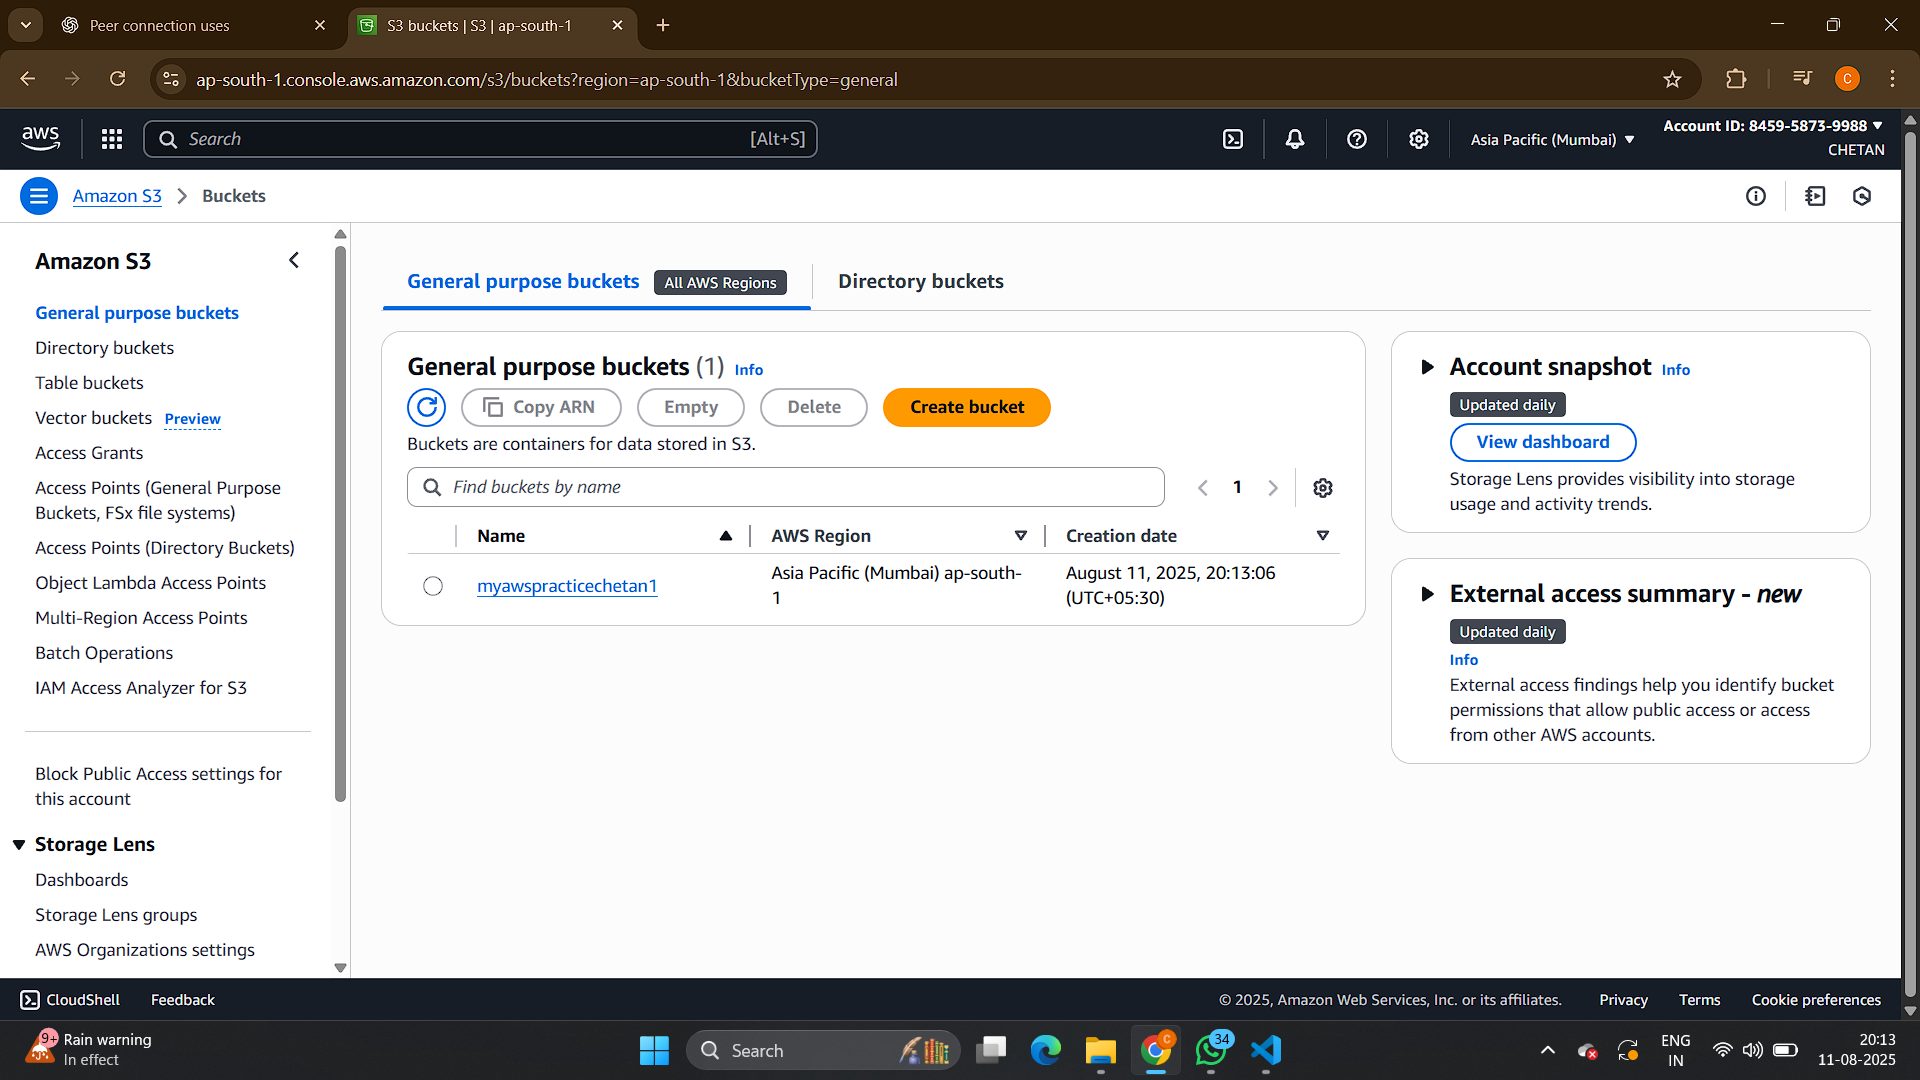 Peer connection uses
S3 buckets | S3 | ap-south-1
ap-south-1.console.aws.amazon.com/s3/buckets?region=ap-south-1&bucketType=general
C
aws
Search
[Alt+S]
Asia Pacific (Mumbai)
Account ID: 8459-5873-9988
CHETAN
Amazon S3
Buckets
Amazon S3
General purpose buckets
Directory buckets
Table buckets
Vector buckets Preview
Access Grants
Access Points (General Purpose
Buckets, FSx file systems)
Access Points (Directory Buckets)
Object Lambda Access Points
Multi-Region Access Points
Batch Operations
IAM Access Analyzer for S3
Block Public Access settings for
this account
Storage Lens
Dashboards
Storage Lens groups
AWS Organizations settings
General purpose buckets All AWS Regions
Directory buckets
General purpose buckets (1) Info
Copy ARN
Empty
Delete
Create bucket
Buckets are containers for data stored in S3.
Find buckets by name
1
Name
AWS Region
Creation date
myawspracticechetan1
Asia Pacific (Mumbai) ap-south-
1
August 11, 2025, 20:13:06
(UTC+05:30)
Account snapshot Info
Updated daily
View dashboard
Storage Lens provides visibility into storage
usage and activity trends.
External access summary - new
Updated daily
Info
External access findings help you identify bucket
permissions that allow public access or access
from other AWS accounts.
CloudShell
Feedback
© 2025, Amazon Web Services, Inc. or its affiliates.
Privacy
Terms
Cookie preferences
9+
Rain warning
In effect
Search
C
34
ENG
IN
20:13
11-08-2025